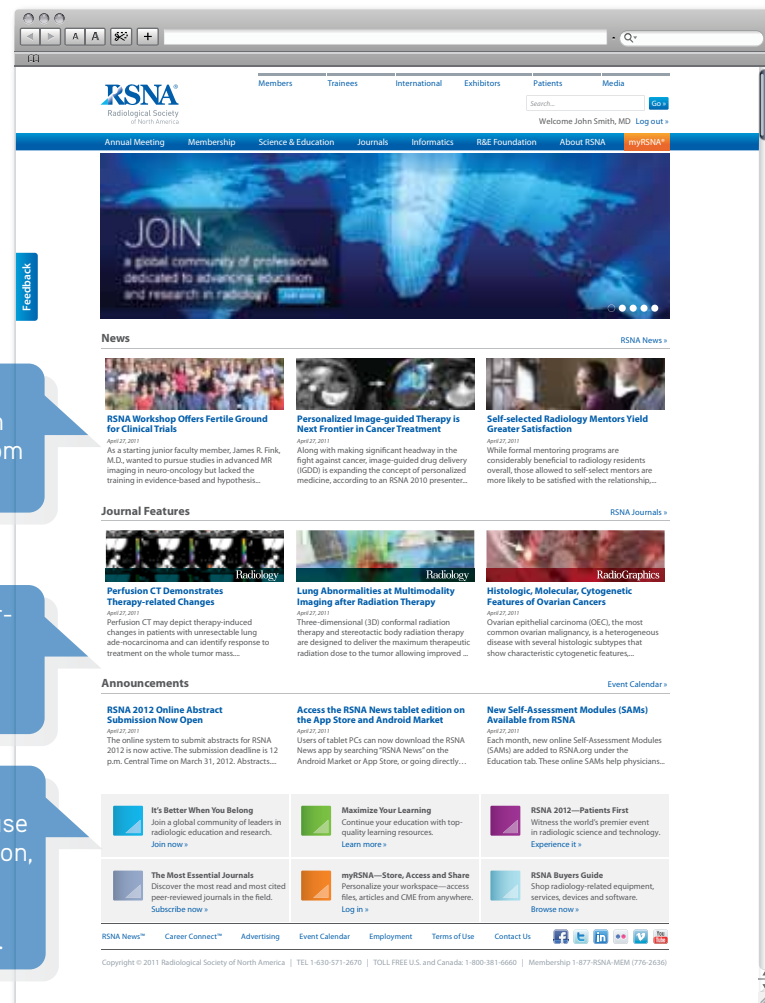 A A +
Q
RSNA®
Radiological Society
of North America
Members Trainees International Exhibitors Patients Media
Search... Go »
Welcome John Smith, MD Log out »
Annual Meeting Membership Science & Education Journals Informatics R&E Foundation About RSNA myRSNA®
JOIN
a global community of professionals
dedicated to advancing education
and research in radiology. Join now »
Feedback
News RSNA News »
RSNA Workshop Offers Fertile Ground
for Clinical Trials
April 27, 2011
As a starting junior faculty member, James R. Fink,
M.D., wanted to pursue studies in advanced MR
imaging in neuro-oncology but lacked the
training in evidence-based and hypothesis...
Personalized Image-guided Therapy is
Next Frontier in Cancer Treatment
April 27, 2011
Along with making significant headway in the
fight against cancer, image-guided drug delivery
(IGDD) is expanding the concept of personalized
medicine, according to an RSNA 2010 presenter...
Self-selected Radiology Mentors Yield
Greater Satisfaction
April 27, 2011
While formal mentoring programs are
considerably beneficial to radiology residents
overall, those allowed to self-select mentors are
more likely to be satisfied with the relationship,...
Journal Features RSNA Journals »
Radiology
Perfusion CT Demonstrates
Therapy-related Changes
April 27, 2011
Perfusion CT may depict therapy-induced
changes in patients with unresectable lung
ade-nocarcinoma and can identify response to
treatment on the whole tumor mass....
Radiology
Lung Abnormalities at Multimodality
Imaging after Radiation Therapy
April 27, 2011
Three-dimensional (3D) conformal radiation
therapy and stereotactic body radiation therapy
are designed to deliver the maximum therapeutic
radiation dose to the tumor allowing improved ...
RadioGraphics
Histologic, Molecular, Cytogenetic
Features of Ovarian Cancers
April 27, 2011
Ovarian epithelial carcinoma (OEC), the most
common ovarian malignancy, is a heterogeneous
disease with several histologic subtypes that
show characteristic cytogenetic features,...
Announcements Event Calendar »
RSNA 2012 Online Abstract
Submission Now Open
April 27, 2011
The online system to submit abstracts for RSNA
2012 is now active. The submission deadline is 12
p.m. Central Time on March 31, 2012. Abstracts....
Access the RSNA News tablet edition on
the App Store and Android Market
April 27, 2011
Users of tablet PCs can now download the RSNA
News app by searching "RSNA News" on the
Android Market or App Store, or going directly...
New Self-Assessment Modules (SAMs)
Available from RSNA
April 27, 2011
Each month, new online Self-Assessment Modules
(SAMs) are added to RSNA.org under the
Education tab. These online SAMs help physicians...
It's Better When You Belong
Join a global community of leaders in
radiologic education and research.
Join now »
Maximize Your Learning
Continue your education with top-
quality learning resources.
Learn more »
RSNA 2012—Patients First
Witness the world's premier event
in radiologic science and technology.
Experience it »
The Most Essential Journals
Discover the most read and most cited
peer-reviewed journals in the field.
Subscribe now »
myRSNA—Store, Access and Share
Personalize your workspace—access
files, articles and CME from anywhere.
Log in »
RSNA Buyers Guide
Shop radiology-related equipment,
services, devices and software.
Browse now »
RSNA News™ Career Connect™ Advertising Event Calendar Employment Terms of Use Contact Us f t in v You Tube
Copyright © 2011 Radiological Society of North America | TEL 1-630-571-2670 | TOLL FREE U.S. and Canada: 1-800-381-6660 | Membership 1-877-RSNA-MEM (776-2636)
on,